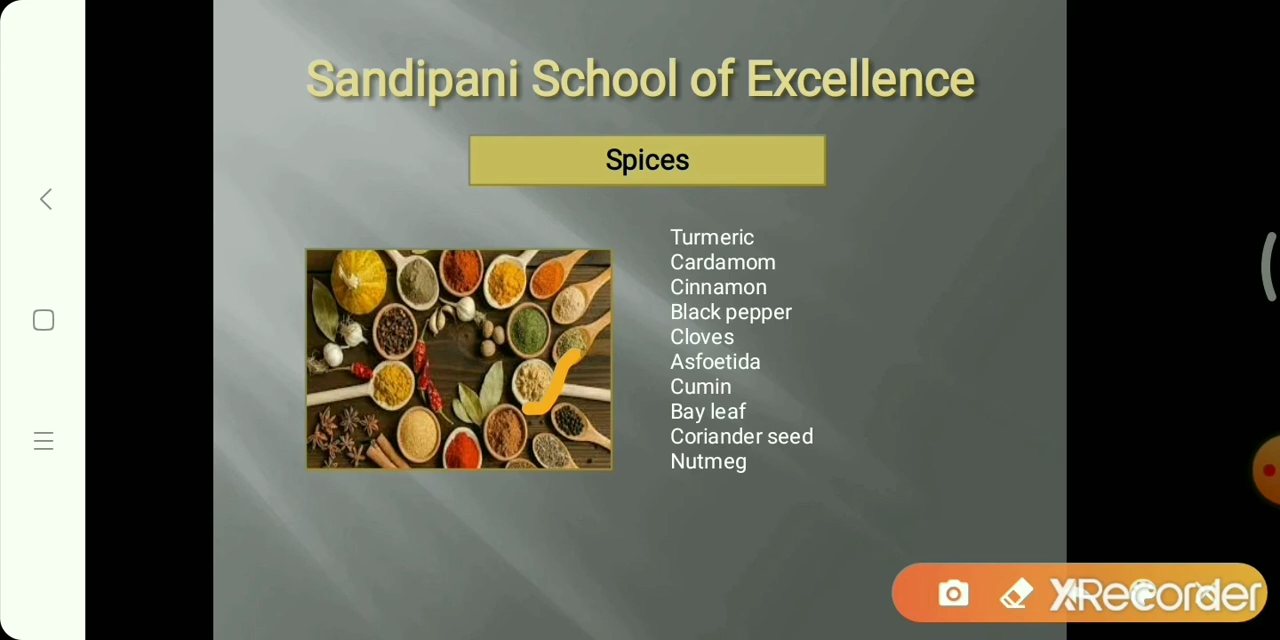 Sandipani School of Excellence
Spices
Turmeric
Cardamom
Cinnamon
Black pepper
Cloves
Asfoetida
Cumin
Bay leaf
Coriander seed
Nutmeg
XRecorder